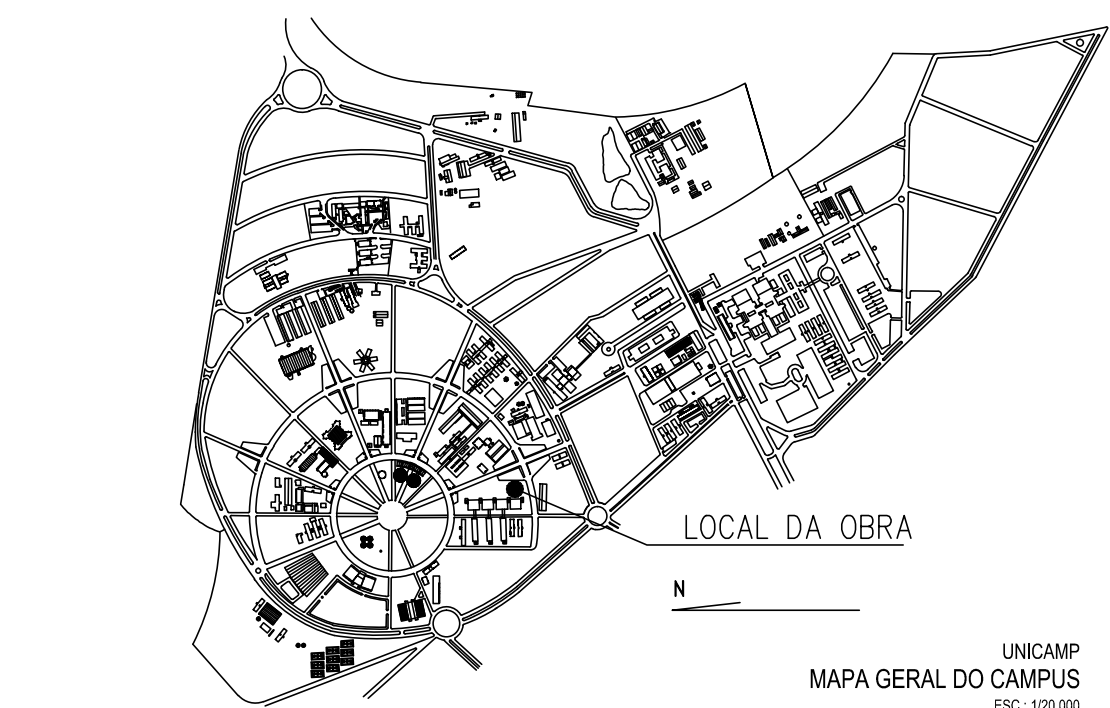 LOCAL DA OBRA
N
UNICAMP
MAPA GERAL DO CAMPUS
ESC.: 1/20.000